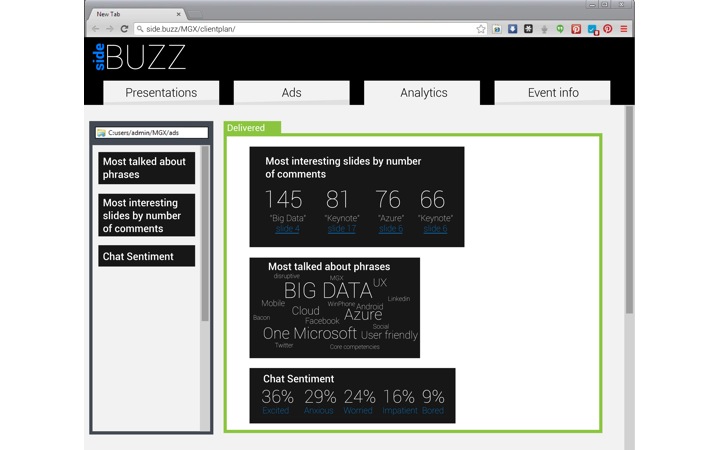 New Tab
side.buzz/MGX/clientplan/
side BUZZ
Presentations
Ads
Analytics
Event info
C:users/admin/MGX/ads
Most talked about
phrases
Most interesting
slides by number
of comments
Chat Sentiment
Delivered
Most interesting slides by number
of comments
145 81 76 66
"Big Data" "Keynote" "Azure" "Keynote"
slide 4 slide 17 slide 6 slide 6
Most talked about phrases
disruptive MGX
BIG DATA UX
Mobile WinPhone Linkedin
Cloud Android
Bacon Facebook Azure
Social
One Microsoft User friendly
Twitter Core competencies
Chat Sentiment
36% 29% 24% 16% 9%
Excited Anxious Worried Impatient Bored